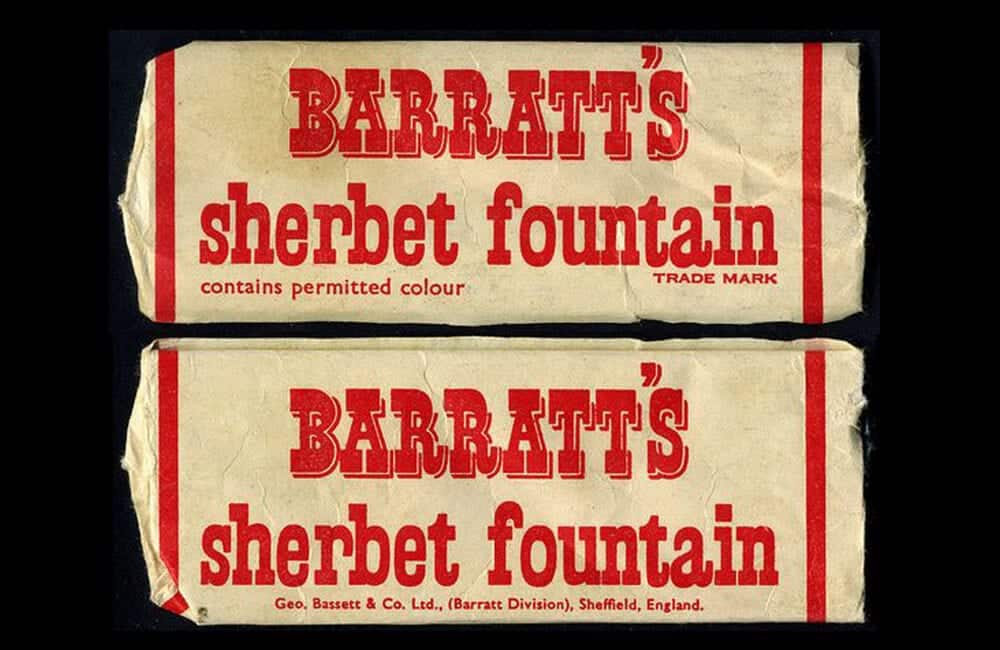 BARRATT'S
sherbet fountain
TRADE MARK
contains permitted colour
BARRATT'S
sherbet fountain
Geo. Bassett & Co. Ltd., (Barratt Division), Sheffield, England.